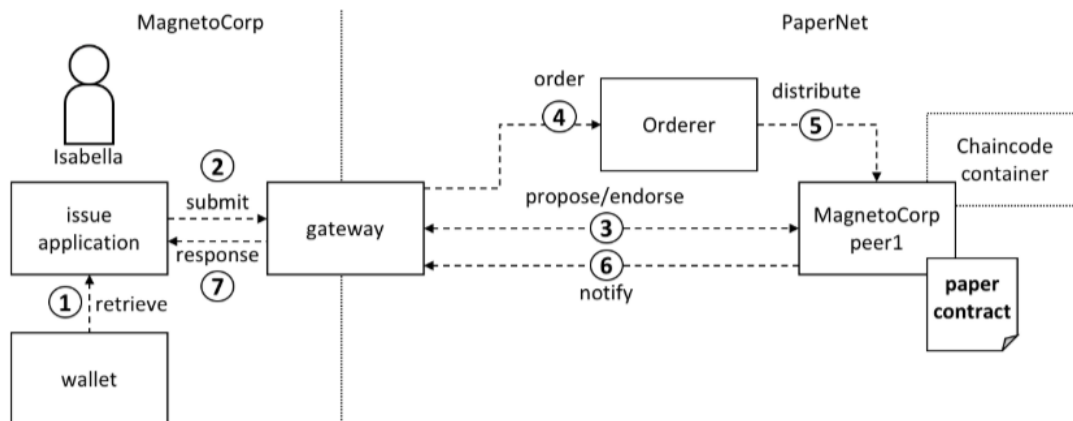 MagnetoCorp
PaperNet
Isabella
order
4
Orderer
distribute
5
Chaincode
container
2
submit
issue
application
gateway
propose/endorse
3
MagnetoCorp
peer1
response
7
6
notify
1
retrieve
paper
contract
wallet